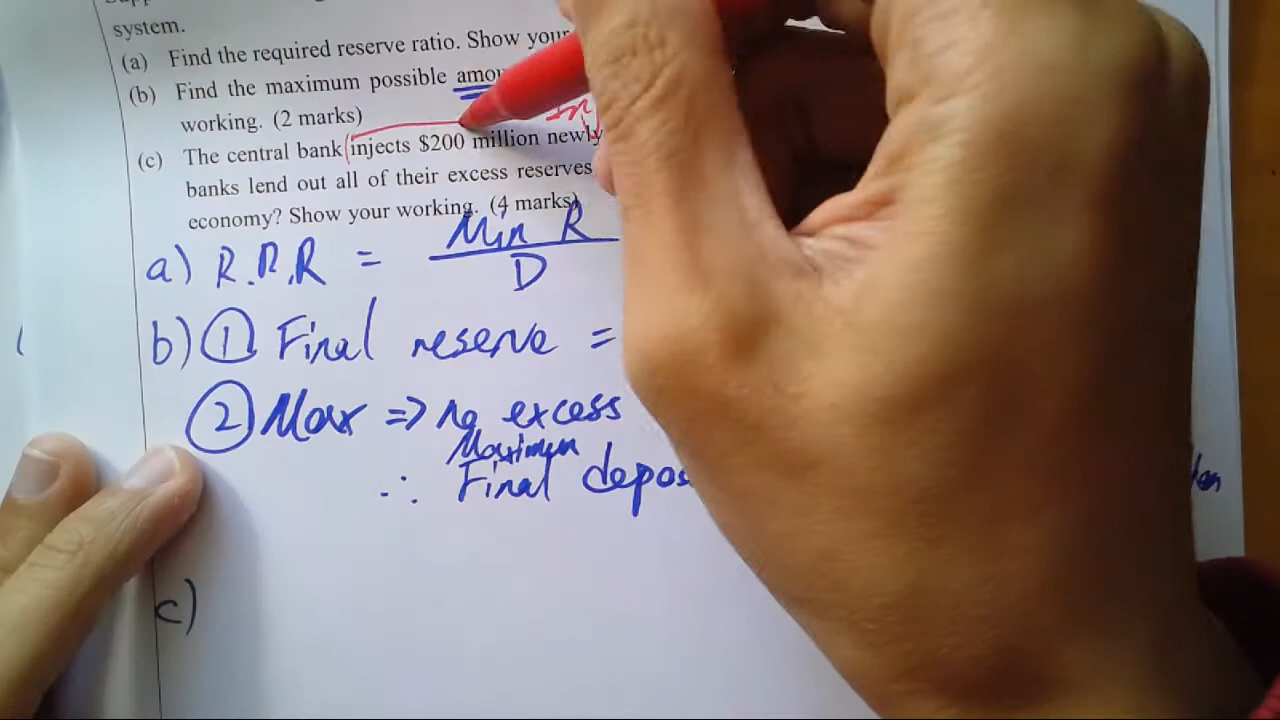 system.
(a) Find the required reserve ratio. Show your
(b) Find the maximum possible
working. (2 marks)
(c) The central bank injects $200 million newly
banks lend out all of their excess reserves
economy? Show your working. (4 marks)
a) R.R.R = Min R
D
b) ① Final reserve =
② Max => no excess
Maximum
∴ Final
c)